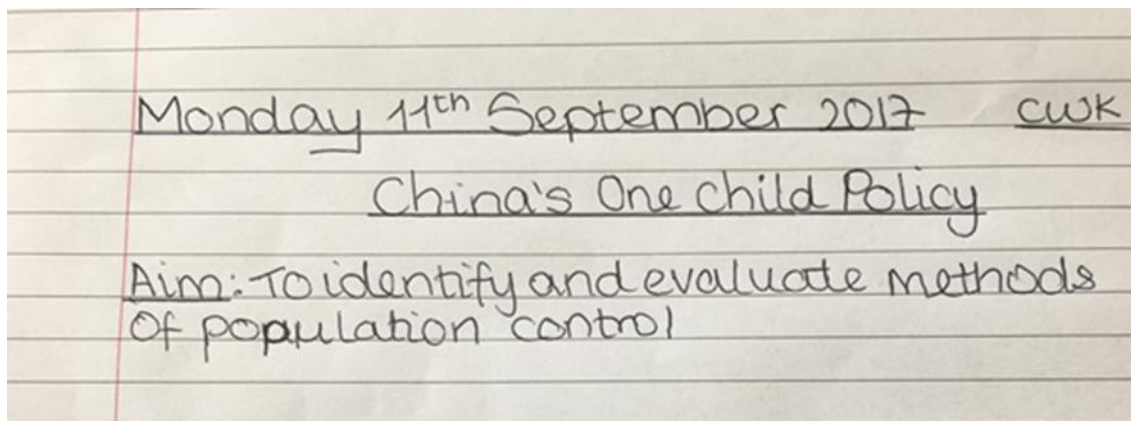 Monday 11th September 2017 CWK
China's One Child Policy
Aim: To identify and evaluate methods
Of population control